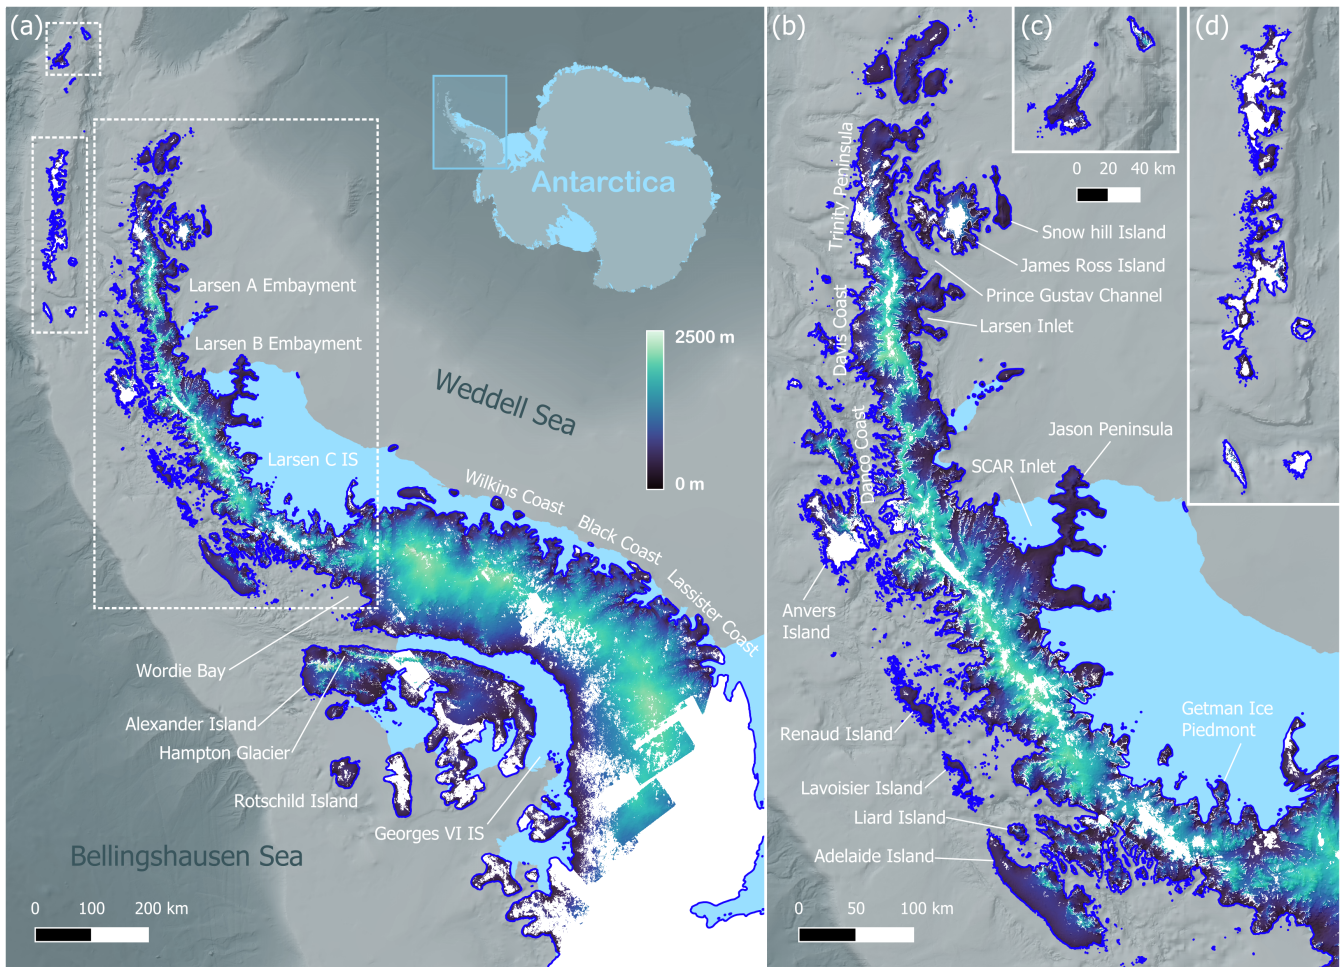 (a)
Antarctica
Larsen A Embayment
Larsen B Embayment
2500 m
0 m
Weddell Sea
Larsen C IS
Wilkins Coast
Black Coast
Lassister Coast
Wordie Bay
Alexander Island
Hampton Glacier
Rotschild Island
Georges VI IS
Bellingshausen Sea
0 100 200 km
(b)
Trinity Peninsula
Snow hill Island
James Ross Island
Prince Gustav Channel
Larsen Inlet
Davis Coast
Danco Coast
Jason Peninsula
SCAR Inlet
Anvers
Island
Renaud Island
Getman Ice
Piedmont
Lavoisier Island
Liard Island
Adelaide Island
0 50 100 km
(c)
0 20 40 km
(d)